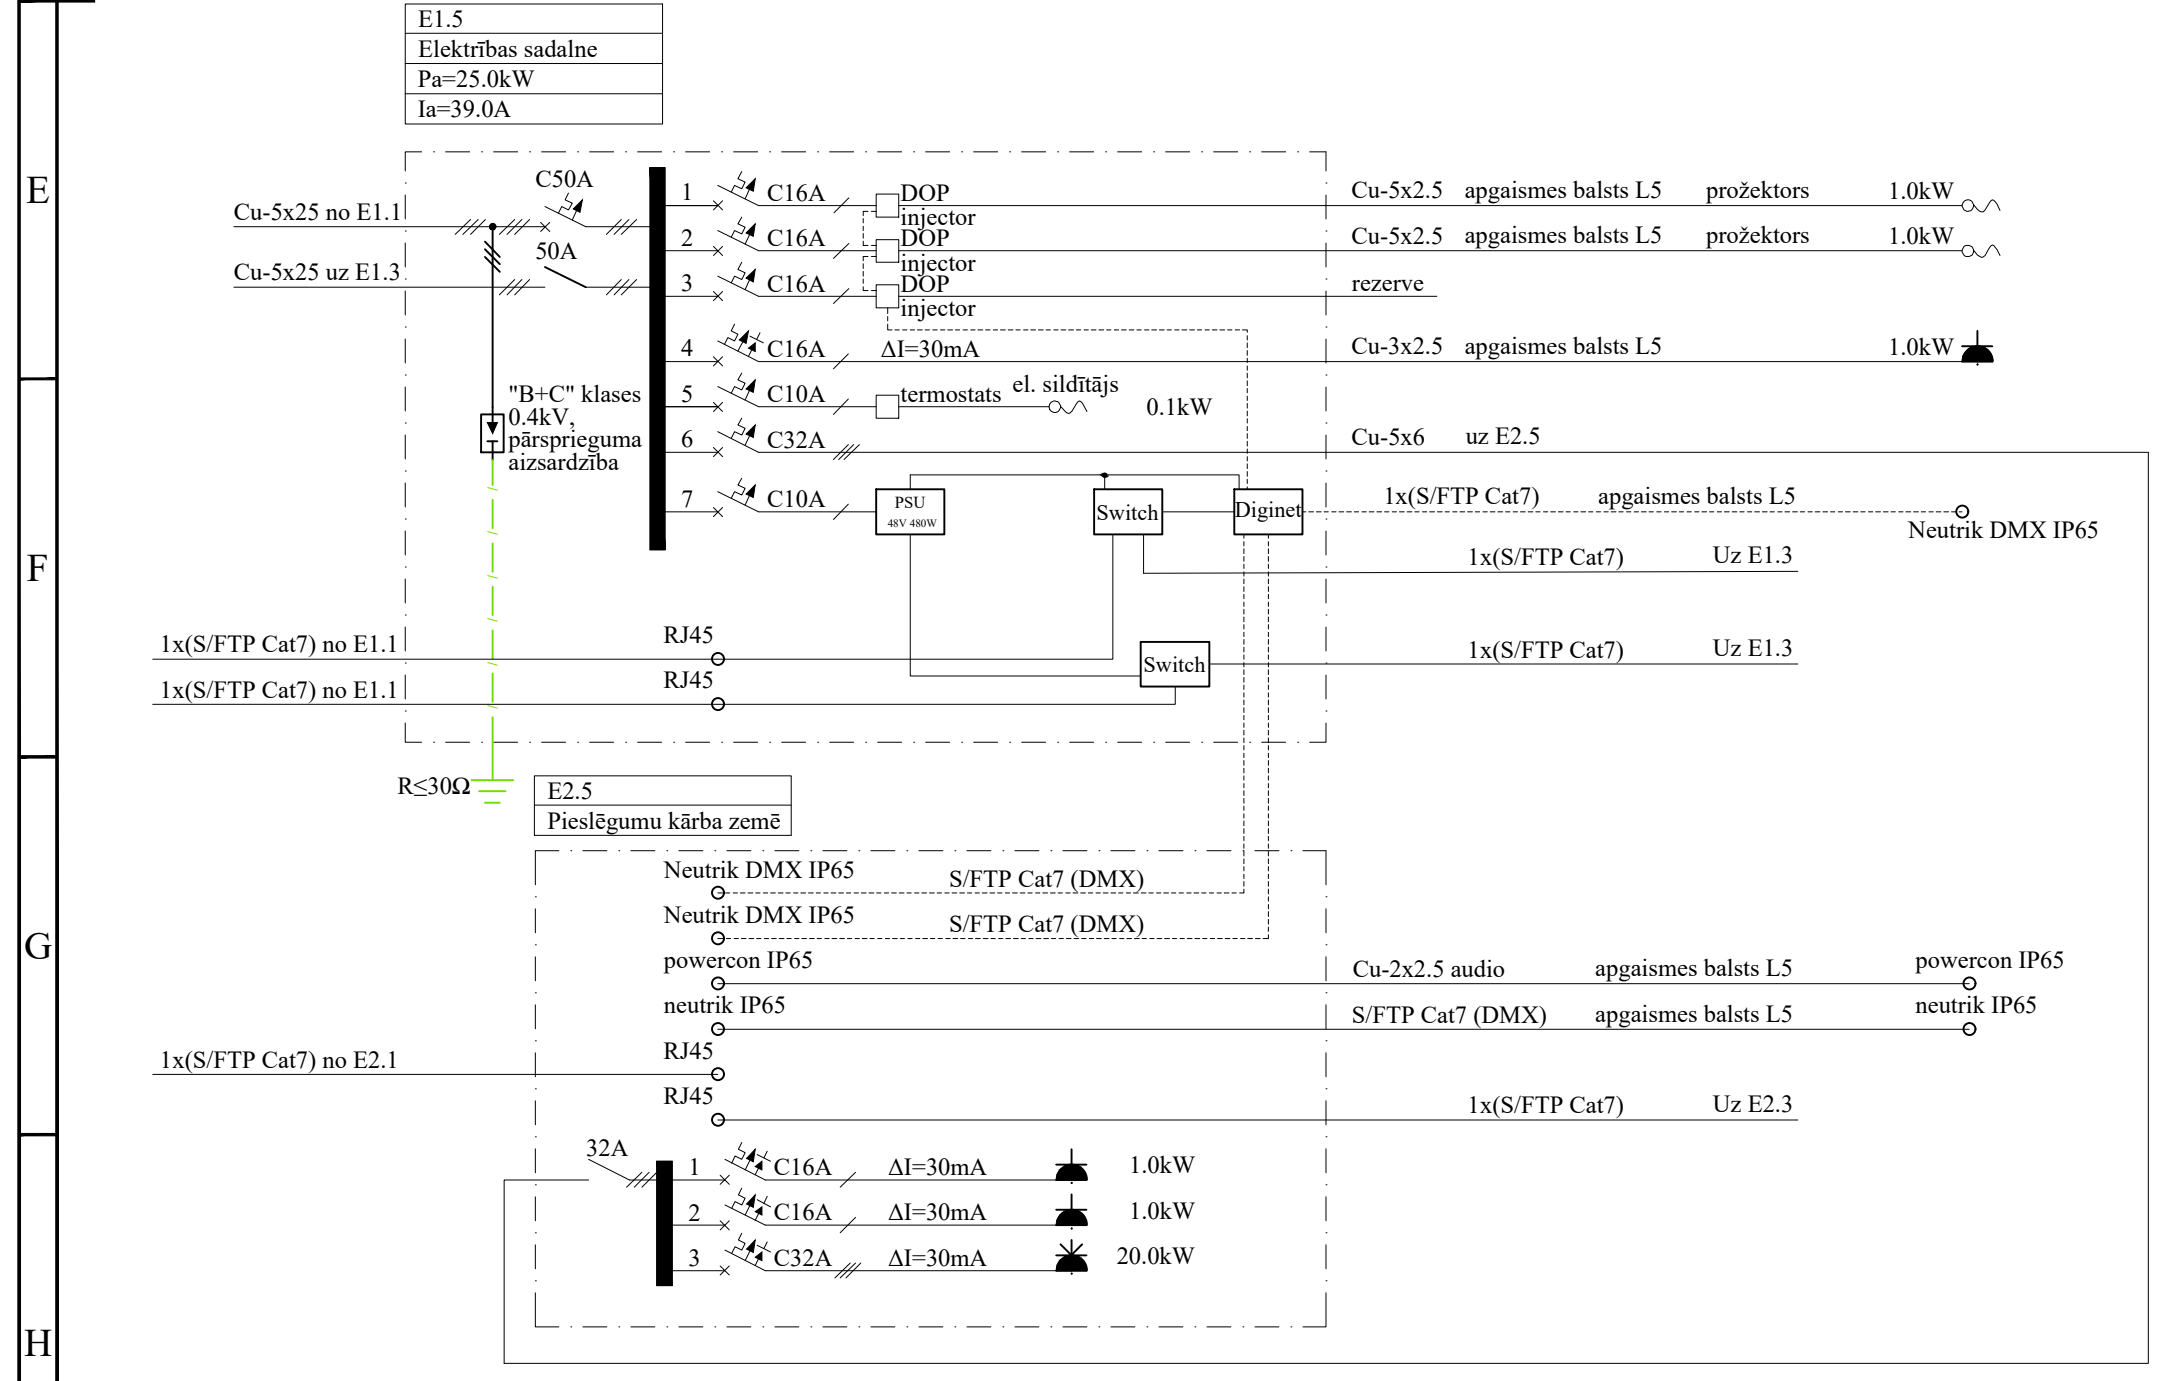 E1.5
Elektrības sadalne
Pa=25.0kW
Ia=39.0A
E
C50A
Cu-5x25 no E1.1
50A
Cu-5x25 uz E1.3
1 C16A DOP injector Cu-5x2.5 apgaismes balsts L5 prožektors 1.0kW
2 C16A DOP injector Cu-5x2.5 apgaismes balsts L5 prožektors 1.0kW
3 C16A DOP injector rezerve
4 C16A ΔI=30mA Cu-3x2.5 apgaismes balsts L5 1.0kW
"B+C" klases
0.4kV,
pārsprieguma
aizsardzība
5 C10A termostats el. sildītājs 0.1kW
6 C32A Cu-5x6 uz E2.5
7 C10A PSU 48V 480W Switch Diginet 1x(S/FTP Cat7) apgaismes balsts L5
Neutrik DMX IP65
F
1x(S/FTP Cat7) Uz E1.3
1x(S/FTP Cat7) no E1.1 RJ45
Switch 1x(S/FTP Cat7) Uz E1.3
1x(S/FTP Cat7) no E1.1 RJ45
R≤30Ω
E2.5
Pieslēgumu kārba zemē
Neutrik DMX IP65 S/FTP Cat7 (DMX)
Neutrik DMX IP65 S/FTP Cat7 (DMX)
G
powercon IP65 Cu-2x2.5 audio apgaismes balsts L5 powercon IP65
neutrik IP65 S/FTP Cat7 (DMX) apgaismes balsts L5 neutrik IP65
1x(S/FTP Cat7) no E2.1 RJ45
RJ45 1x(S/FTP Cat7) Uz E2.3
32A
1 C16A ΔI=30mA 1.0kW
2 C16A ΔI=30mA 1.0kW
3 C32A ΔI=30mA 20.0kW
H